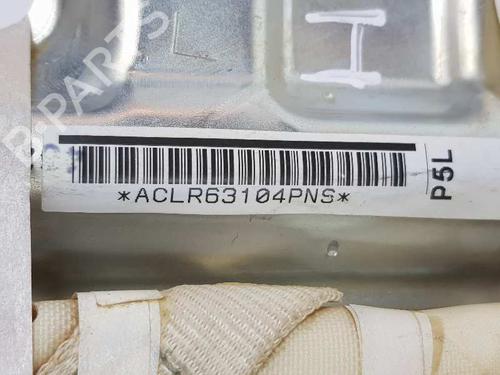 L
H
*ACLR63104PNS*
P5L
B-PARTS